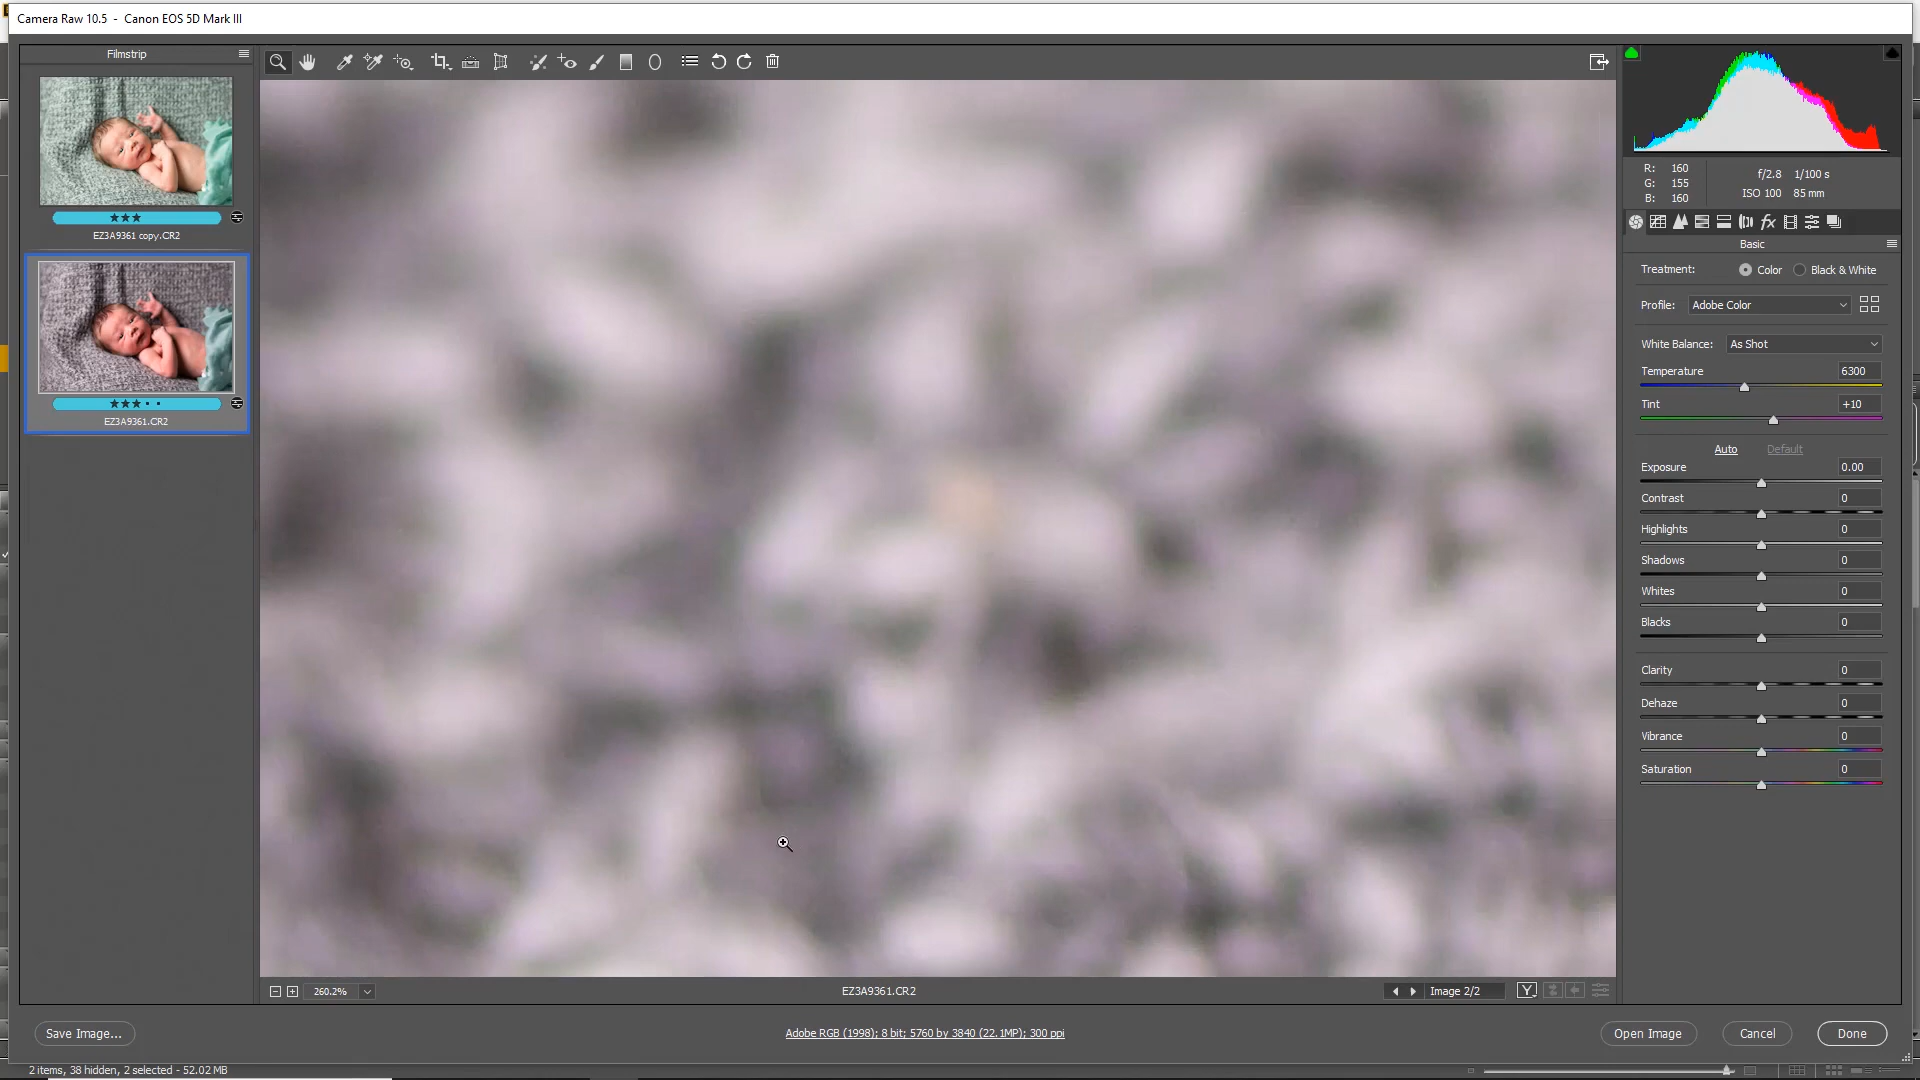 Camera Raw 10.5 - Canon EOS 5D Mark III
Filmstrip
★★★
EZ3A9361 copy.CR2
★★★
EZ3A9361.CR2
260.2%
EZ3A9361.CR2
Image 2/2
Y
Save Image...
Adobe RGB (1998); 8 bit; 5760 by 3840 (22.1MP); 300 ppi
Open Image
Cancel
Done
2 items, 38 hidden, 2 selected - 52.02 MB
R: 160
G: 155
B: 160
f/2.8 1/100 s
ISO 100 85 mm
fx
Basic
Treatment: Color Black & White
Profile: Adobe Color
White Balance: As Shot
Temperature 6300
Tint +10
Auto Default
Exposure 0.00
Contrast 0
Highlights 0
Shadows 0
Whites 0
Blacks 0
Clarity 0
Dehaze 0
Vibrance 0
Saturation 0